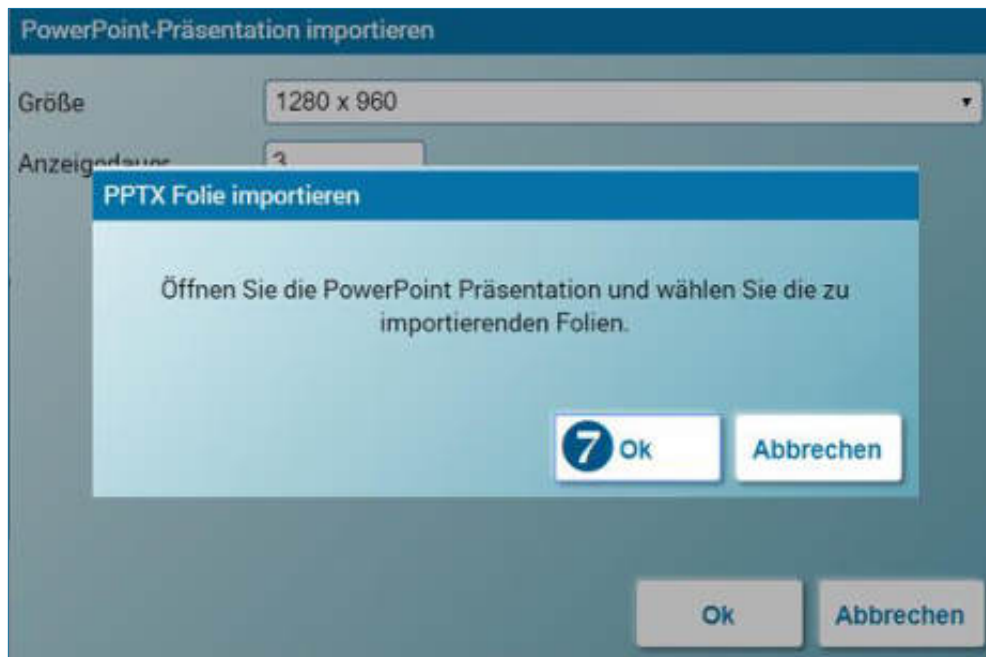 PowerPoint-Präsentation importieren
Größe
1280 x 960
Anzeigedauer
3
PPTX Folie importieren
Öffnen Sie die PowerPoint Präsentation und wählen Sie die zu
importierenden Folien.
7 Ok
Abbrechen
Ok
Abbrechen